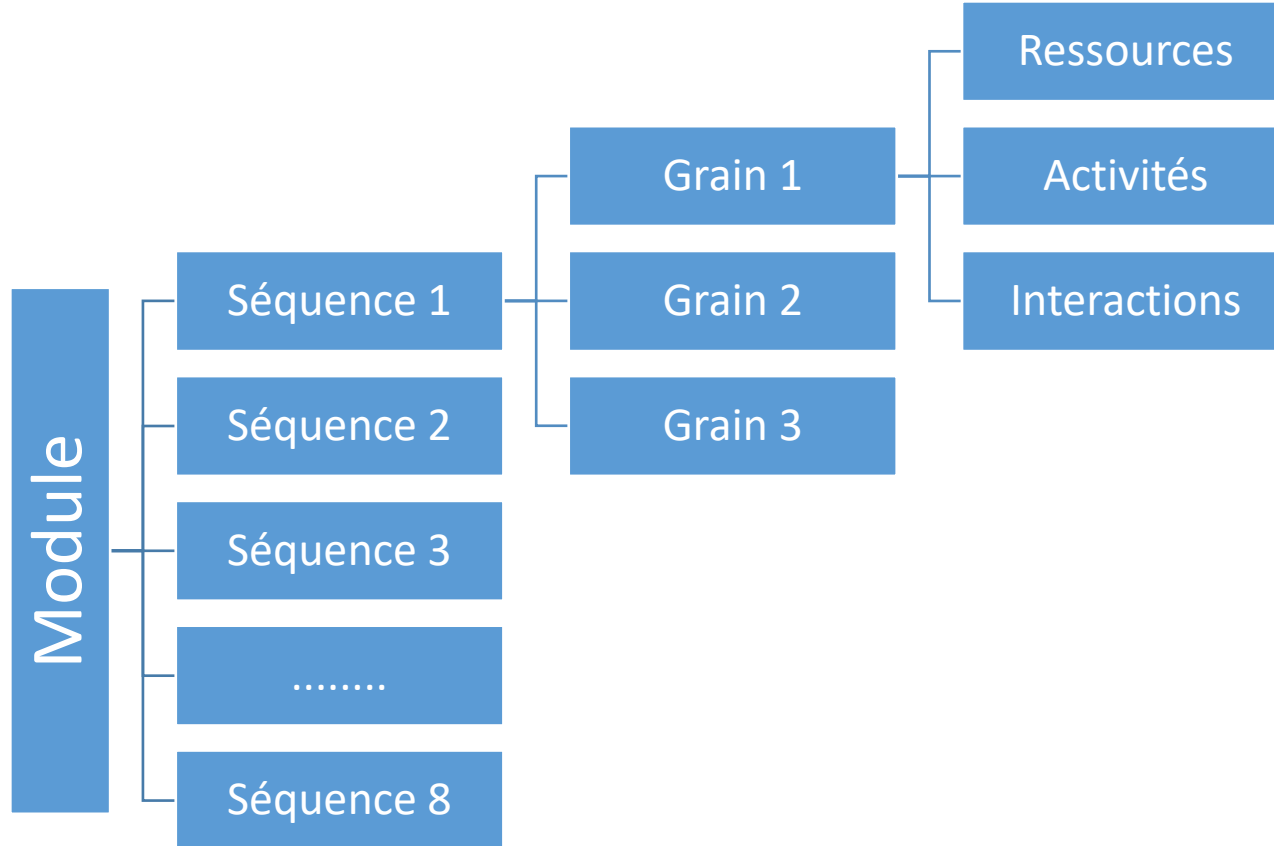 Module
Séquence 1
Séquence 2
Séquence 3
........
Séquence 8
Grain 1
Grain 2
Grain 3
Ressources
Activités
Interactions